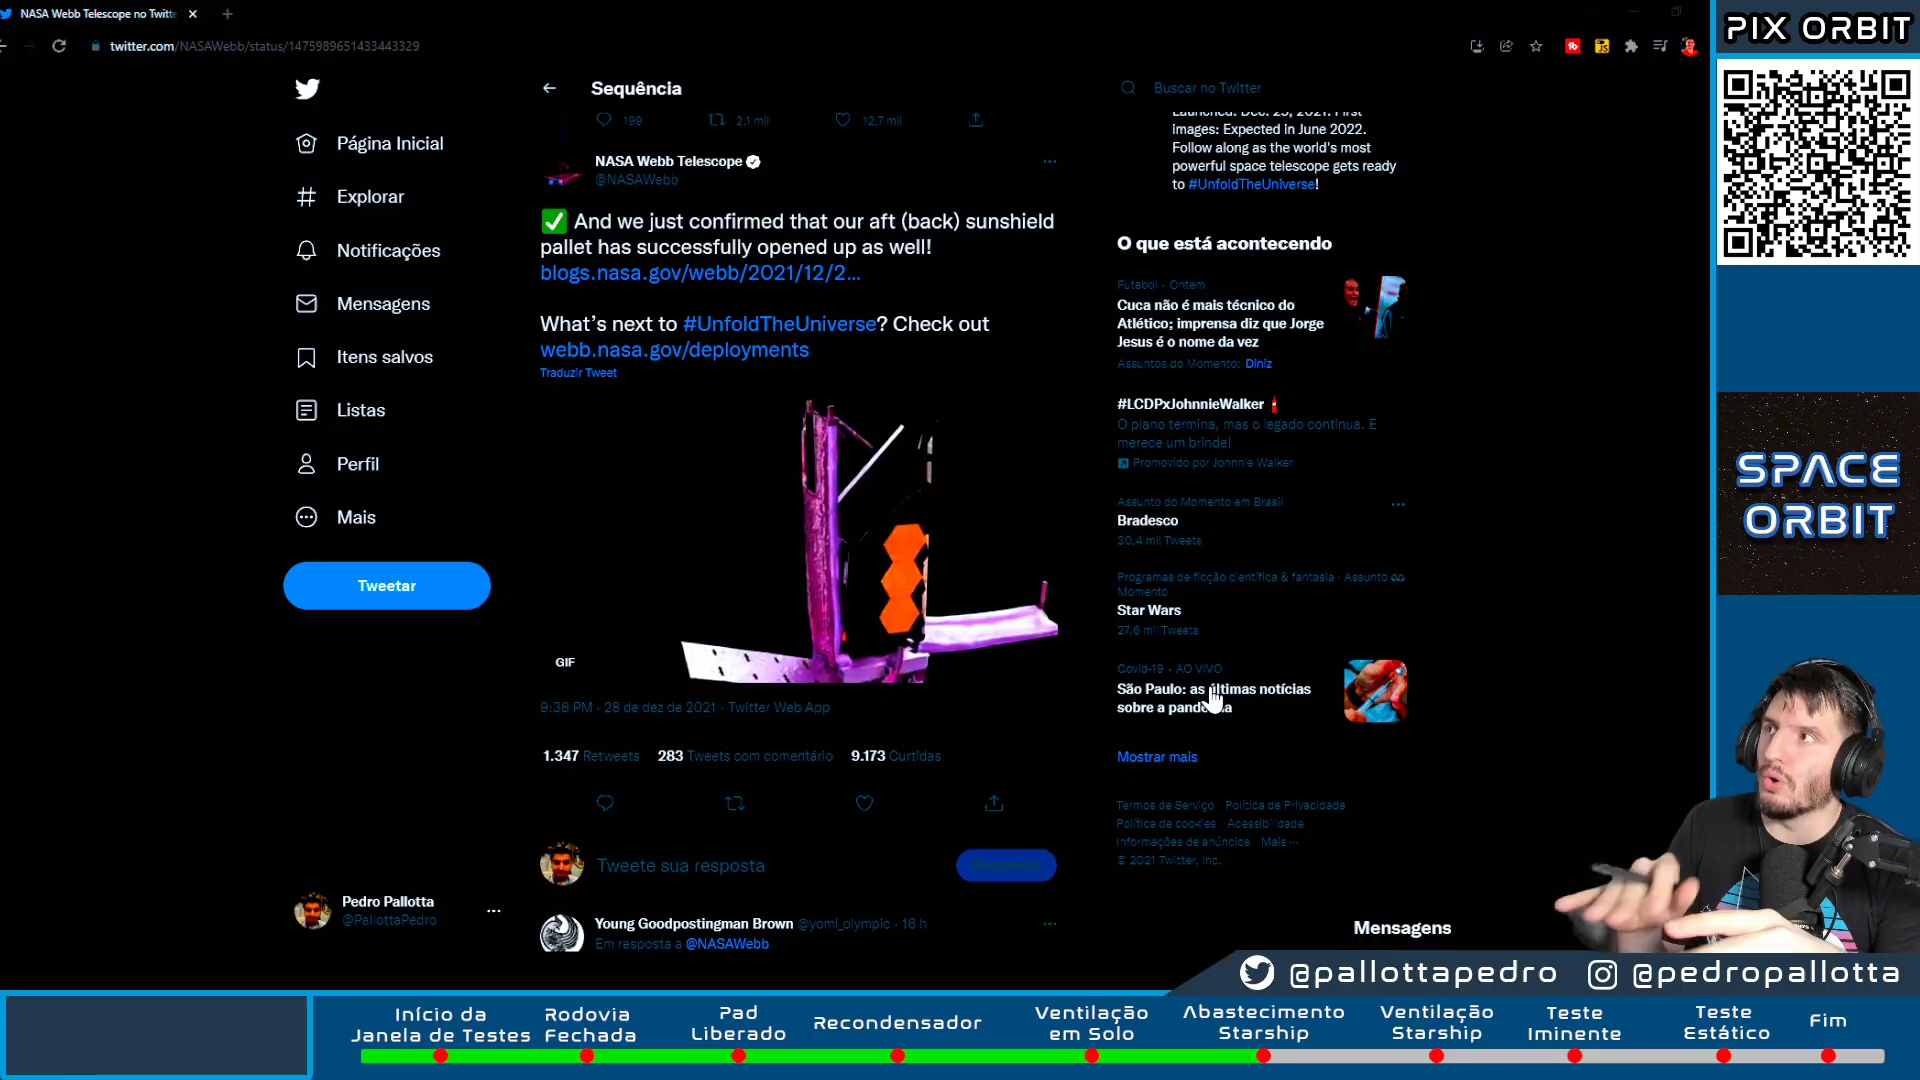 NASA Webb Telescope no Twitt
twitter.com/NASAWebb/status/1475989651433443329
Página Inicial
Explorar
Notificações
Mensagens
Itens salvos
Listas
Perfil
Mais
Tweetar
Pedro Pallotta
@PallottaPedro
Sequência
199 2,1 mil 12,7 mil
NASA Webb Telescope
@NASAWebb
✅ And we just confirmed that our aft (back) sunshield
pallet has successfully opened up as well!
blogs.nasa.gov/webb/2021/12/2...
What's next to #UnfoldTheUniverse? Check out
webb.nasa.gov/deployments
Traduzir Tweet
GIF
9:38 PM · 28 de dez de 2021 · Twitter Web App
1.347 Retweets 283 Tweets com comentário 9.173 Curtidas
Tweete sua resposta
Young Goodpostingman Brown @yomi_olympic · 16 h
Em resposta a @NASAWebb
Buscar no Twitter
Launched: Dec. 25, 2021. First
images: Expected in June 2022.
Follow along as the world's most
powerful space telescope gets ready
to #UnfoldTheUniverse!
O que está acontecendo
Futebol · Ontem
Cuca não é mais técnico do
Atlético; imprensa diz que Jorge
Jesus é o nome da vez
Assuntos do Momento: Diniz
#LCDPxJohnnieWalker
O plano termina, mas o legado continua. E
merece um brinde!
Promovido por Johnnie Walker
Assunto do Momento em Brasil
Bradesco
30,4 mil Tweets
Programas de ficção científica & fantasia · Assunto do
Momento
Star Wars
27,6 mil Tweets
Covid-19 · AO VIVO
São Paulo: as últimas notícias
sobre a pandemia
Mostrar mais
Termos de Serviço Política de Privacidade
Política de cookies Acessibilidade
Informações de anúncios Mais ...
© 2021 Twitter, Inc.
Mensagens
PIX ORBIT
SPACE
ORBIT
@pallottapedro @pedropallotta
Início da
Janela de Testes
Rodovia
Fechada
Pad
Liberado
Recondensador
Ventilação
em Solo
Abastecimento
Starship
Ventilação
Starship
Teste
Iminente
Teste
Estático
Fim